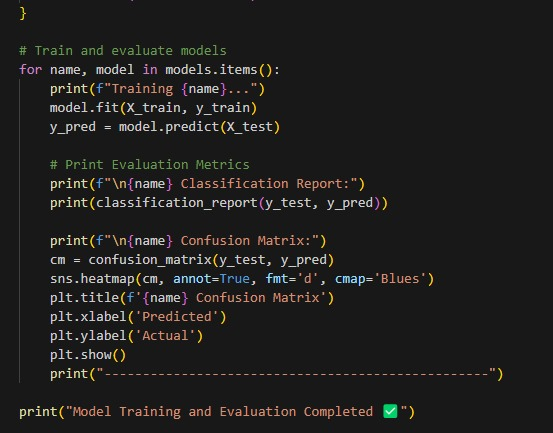 }
# Train and evaluate models
for name, model in models.items():
    print(f"Training {name}...")
    model.fit(X_train, y_train)
    y_pred = model.predict(X_test)

    # Print Evaluation Metrics
    print(f"\n{name} Classification Report:")
    print(classification_report(y_test, y_pred))

    print(f"\n{name} Confusion Matrix:")
    cm = confusion_matrix(y_test, y_pred)
    sns.heatmap(cm, annot=True, fmt='d', cmap='Blues')
    plt.title(f'{name} Confusion Matrix')
    plt.xlabel('Predicted')
    plt.ylabel('Actual')
    plt.show()
    print("--------------------------------------------------")

print("Model Training and Evaluation Completed ✅")